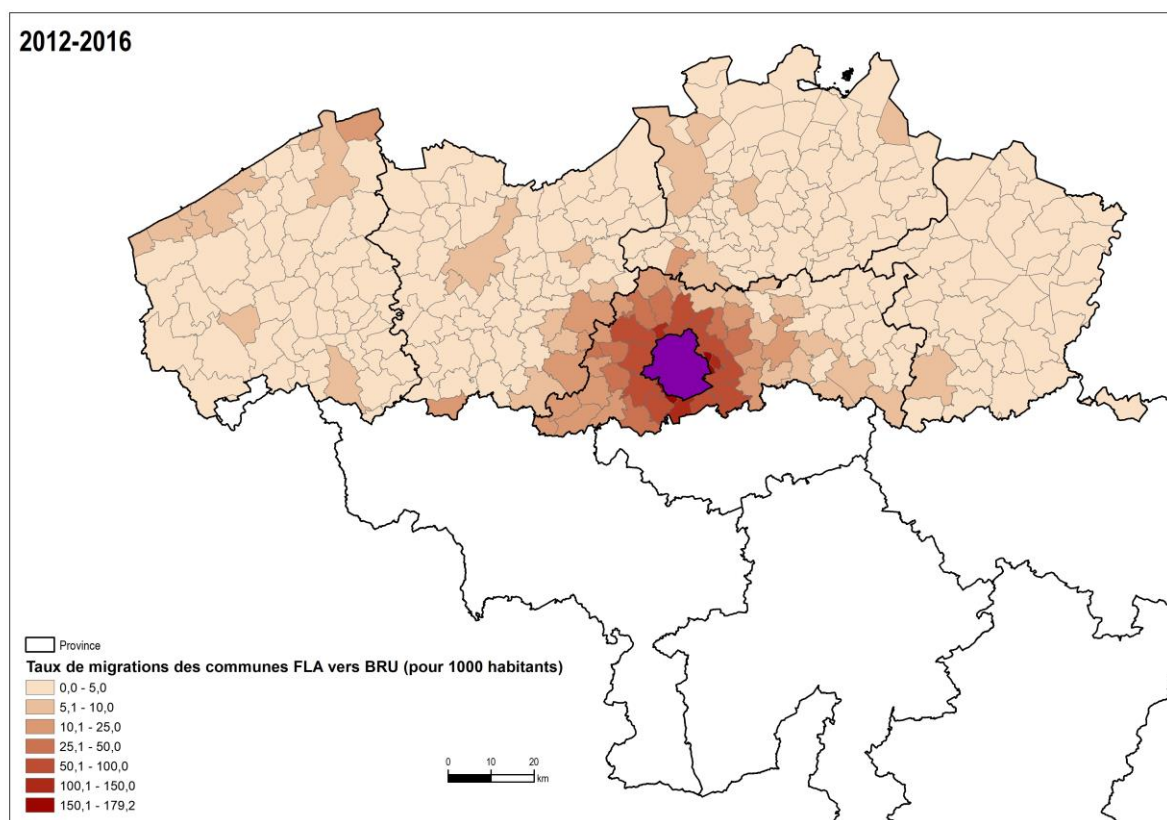 2012-2016
Province
Taux de migrations des communes FLA vers BRU (pour 1000 habitants)
0,0 - 5,0
5,1 - 10,0
10,1 - 25,0
25,1 - 50,0
50,1 - 100,0
100,1 - 150,0
150,1 - 179,2
0 10 20
km